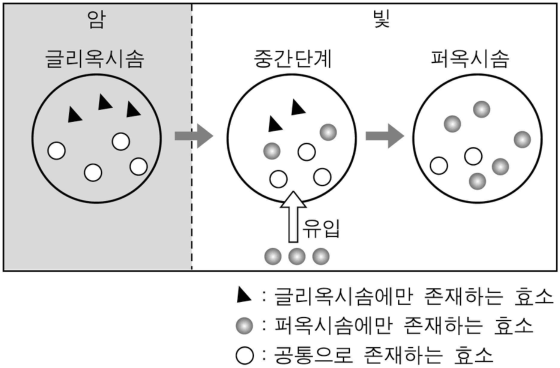 암 빛
글리옥시솜 중간단계 퍼옥시솜
유입
: 글리옥시솜에만 존재하는 효소
: 퍼옥시솜에만 존재하는 효소
: 공통으로 존재하는 효소